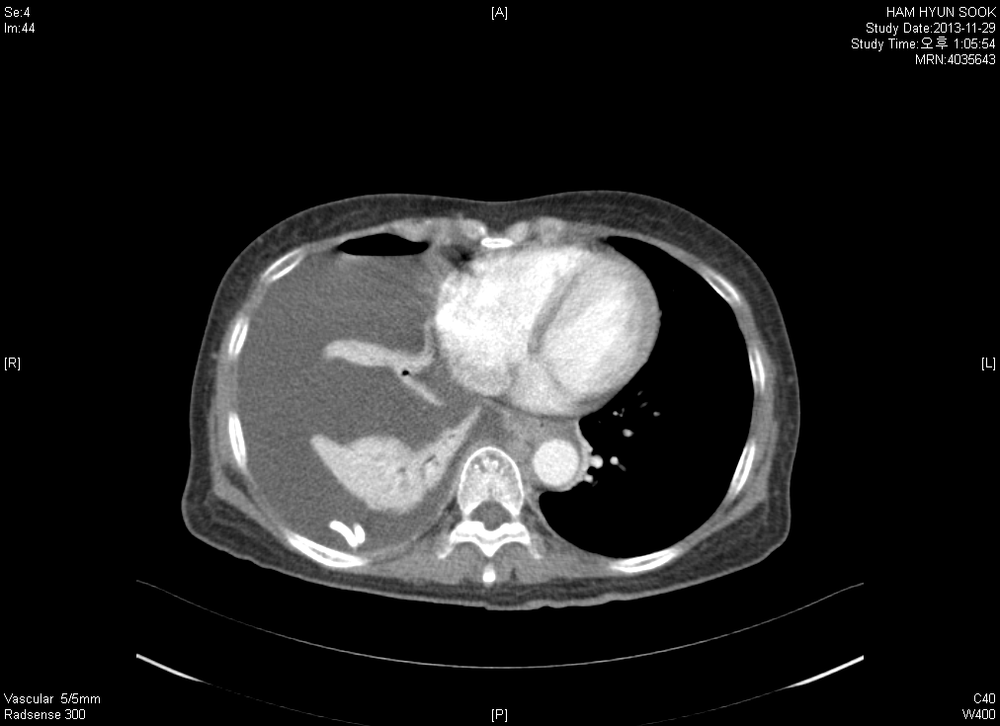 Se:4
Im:44
[A]
HAM HYUN SOOK
Study Date:2013-11-29
Study Time:오후 1:05:54
MRN:4035643
[R]
[L]
Vascular 5/5mm
Radsense 300
[P]
C40
W400